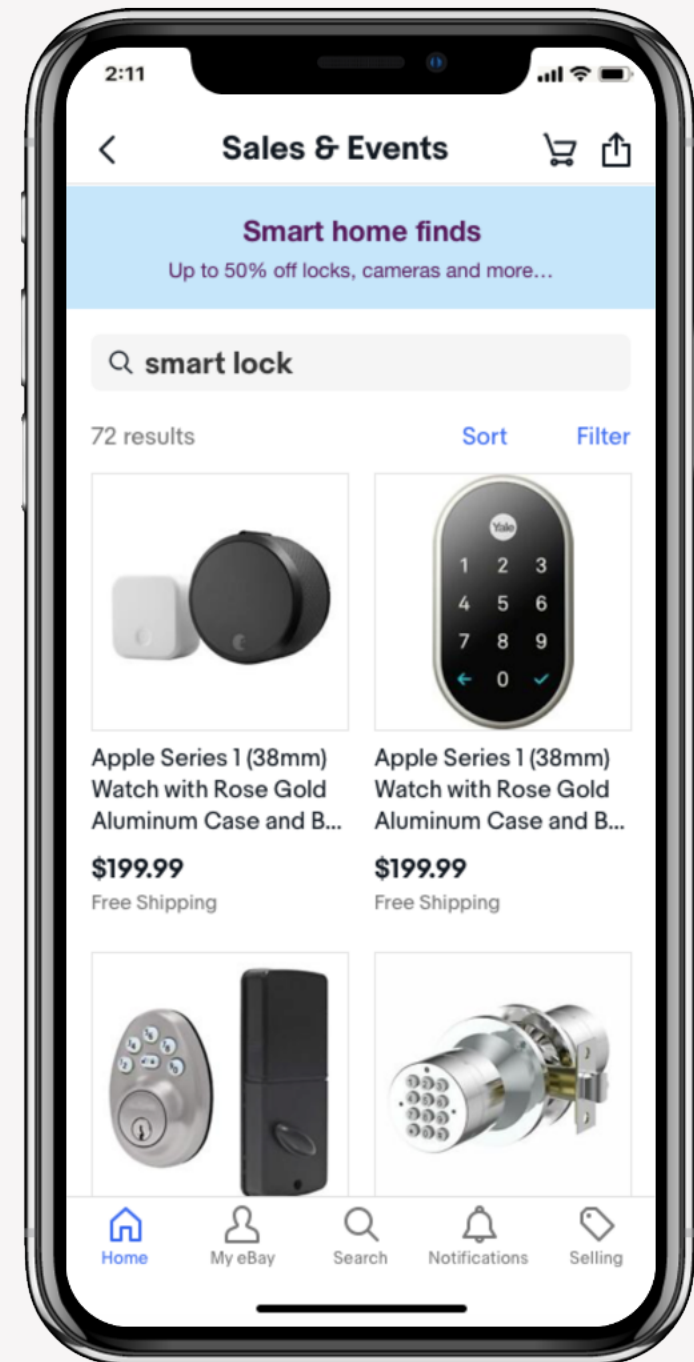 2:11
Sales & Events
Smart home finds
Up to 50% off locks, cameras and more...
smart lock
72 results
Sort
Filter
Yale
1 2 3
4 5 6
7 8 9
0
Apple Series 1 (38mm)
Watch with Rose Gold
Aluminum Case and B...
$199.99
Free Shipping
Apple Series 1 (38mm)
Watch with Rose Gold
Aluminum Case and B...
$199.99
Free Shipping
Home
My eBay
Search
Notifications
Selling